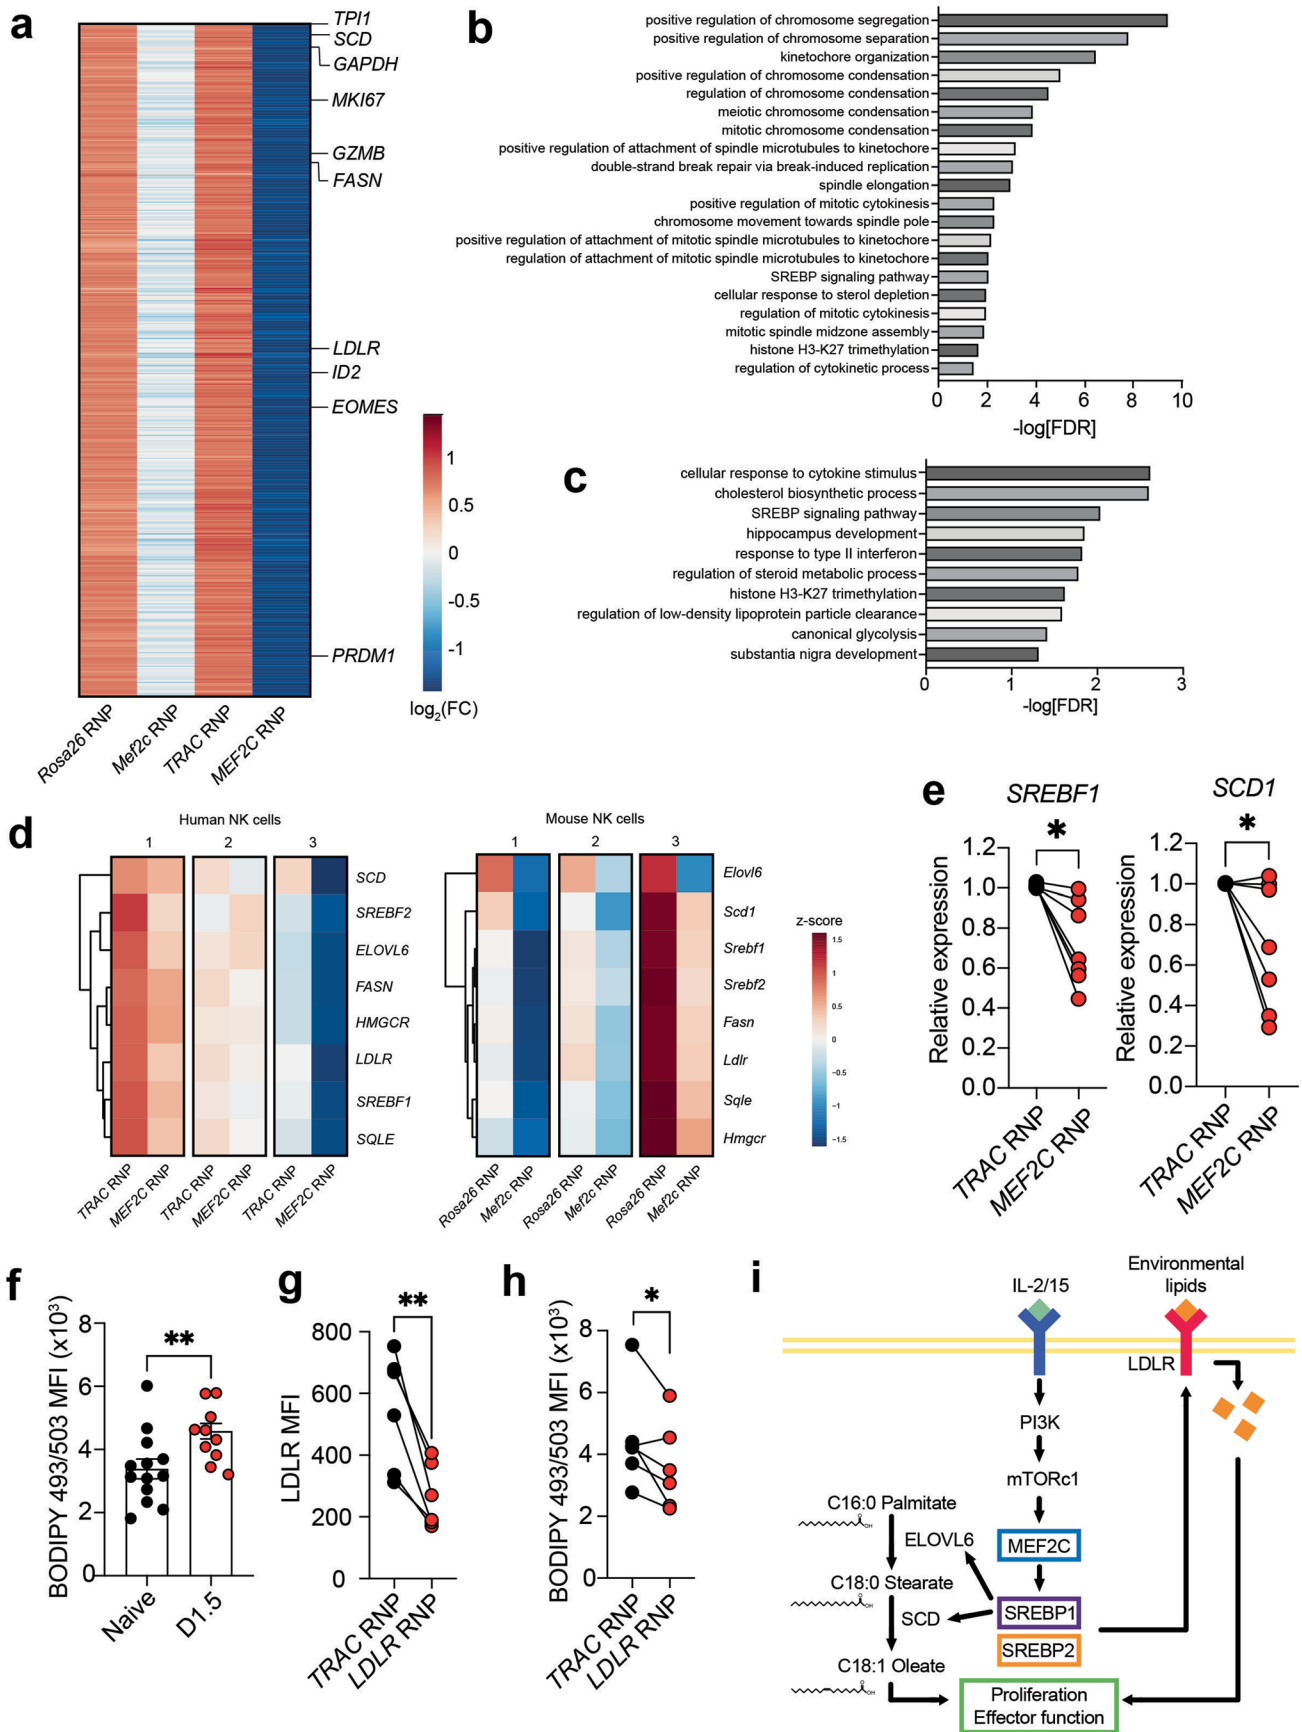 a
TPI1
SCD
GAPDH
MKI67
GZMB
FASN
LDLR
ID2
EOMES
PRDM1
1
0.5
0
-0.5
-1
log2(FC)
Rosa26 RNP
Mef2c RNP
TRAC RNP
MEF2C RNP
b
positive regulation of chromosome segregation
positive regulation of chromosome separation
kinetochore organization
positive regulation of chromosome condensation
regulation of chromosome condensation
meiotic chromosome condensation
mitotic chromosome condensation
positive regulation of attachment of spindle microtubules to kinetochore
double-strand break repair via break-induced replication
spindle elongation
positive regulation of mitotic cytokinesis
chromosome movement towards spindle pole
positive regulation of attachment of mitotic spindle microtubules to kinetochore
regulation of attachment of mitotic spindle microtubules to kinetochore
SREBP signaling pathway
cellular response to sterol depletion
regulation of mitotic cytokinesis
mitotic spindle midzone assembly
histone H3-K27 trimethylation
regulation of cytokinetic process
0 2 4 6 8 10
-log[FDR]
c
cellular response to cytokine stimulus
cholesterol biosynthetic process
SREBP signaling pathway
hippocampus development
response to type II interferon
regulation of steroid metabolic process
histone H3-K27 trimethylation
regulation of low-density lipoprotein particle clearance
canonical glycolysis
substantia nigra development
0 1 2 3
-log[FDR]
d
Human NK cells
1 2 3
SCD
SREBF2
ELOVL6
FASN
HMGCR
LDLR
SREBF1
SQLE
TRAC RNP
MEF2C RNP
TRAC RNP
MEF2C RNP
TRAC RNP
MEF2C RNP
Mouse NK cells
1 2 3
Elovl6
Scd1
Srebf1
Srebf2
Fasn
Ldlr
Sqle
Hmgcr
Rosa26 RNP
Mef2c RNP
Rosa26 RNP
Mef2c RNP
Rosa26 RNP
Mef2c RNP
z-score
1.5
1
0.5
0
-0.5
-1
-1.5
e
SREBF1
*
1.2
1.0
0.8
0.6
0.4
0.2
0.0
Relative expression
TRAC RNP
MEF2C RNP
SCD1
*
1.2
1.0
0.8
0.6
0.4
0.2
0.0
Relative expression
TRAC RNP
MEF2C RNP
f
**
8
6
4
2
0
BODIPY 493/503 MFI (x10³)
Naive
D1.5
g
**
800
600
400
200
0
LDLR MFI
TRAC RNP
LDLR RNP
h
*
8
6
4
2
0
BODIPY 493/503 MFI (x10³)
TRAC RNP
LDLR RNP
i
IL-2/15
Environmental
lipids
LDLR
PI3K
mTORc1
MEF2C
SREBP1
SREBP2
C16:0 Palmitate
OH
O
ELOVL6
C18:0 Stearate
OH
O
SCD
C18:1 Oleate
OH
O
Proliferation
Effector function